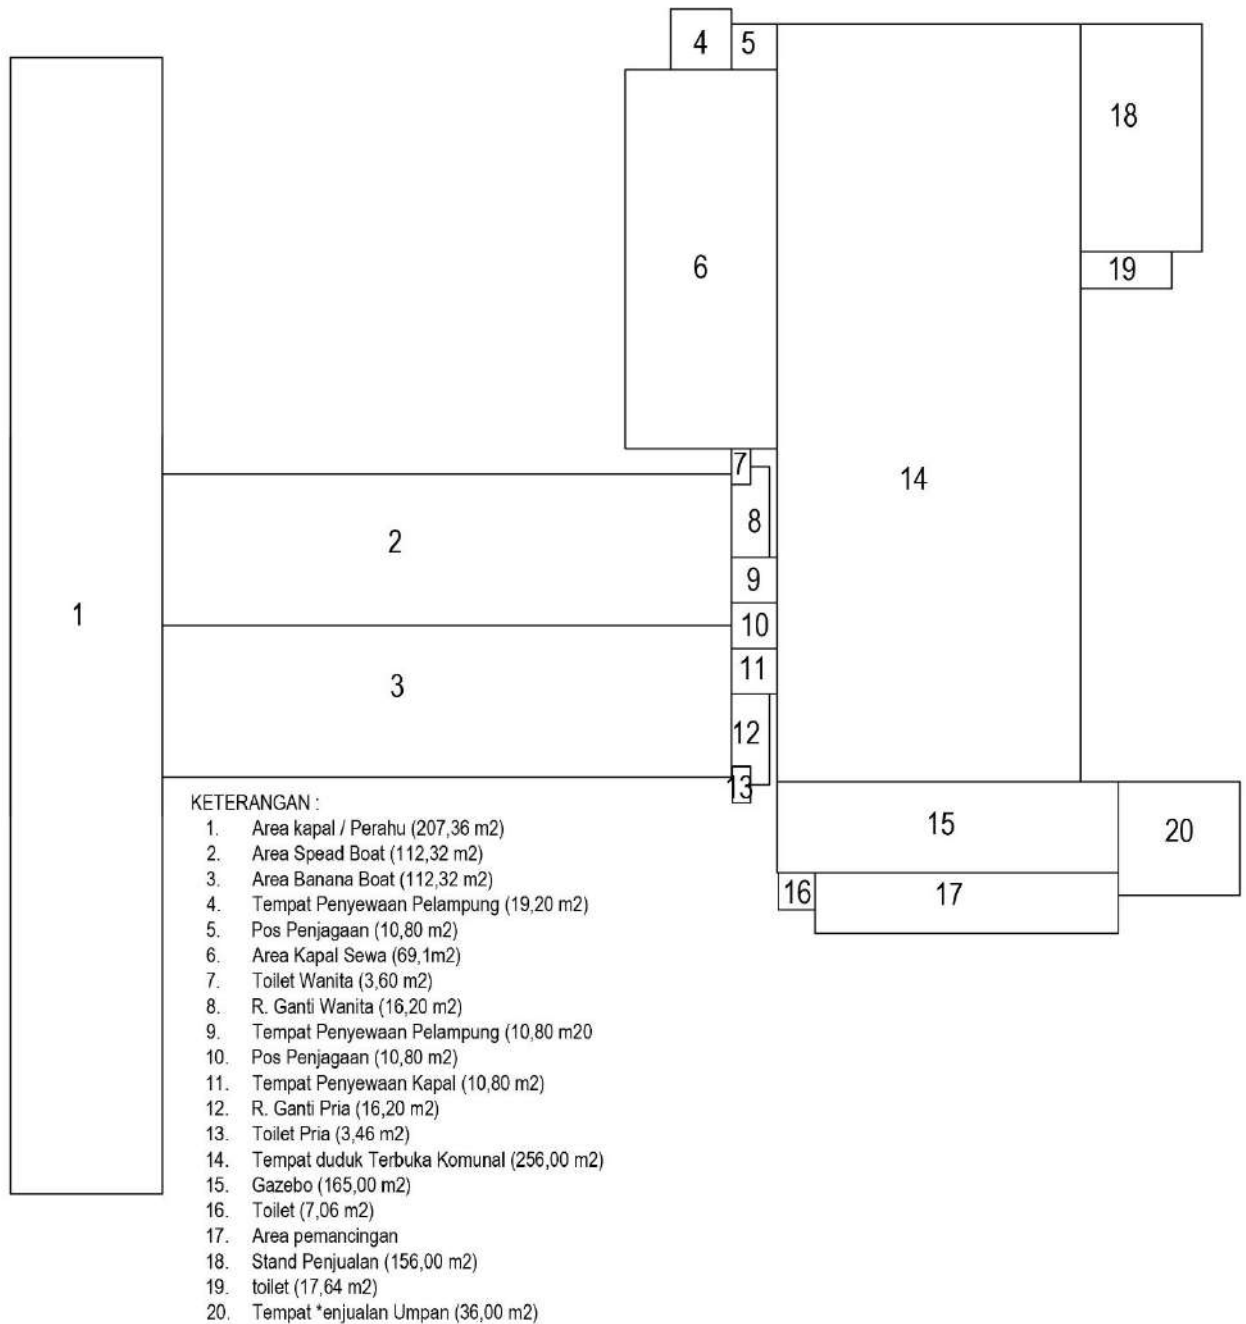 4
5
18
6
19
7
14
8
2
9
1
10
11
3
12
13
15
20
16
17
KETERANGAN :
1. Area kapal / Perahu (207,36 m2)
2. Area Spead Boat (112,32 m2)
3. Area Banana Boat (112,32 m2)
4. Tempat Penyewaan Pelampung (19,20 m2)
5. Pos Penjagaan (10,80 m2)
6. Area Kapal Sewa (69,1m2)
7. Toilet Wanita (3,60 m2)
8. R. Ganti Wanita (16,20 m2)
9. Tempat Penyewaan Pelampung (10,80 m20
10. Pos Penjagaan (10,80 m2)
11. Tempat Penyewaan Kapal (10,80 m2)
12. R. Ganti Pria (16,20 m2)
13. Toilet Pria (3,46 m2)
14. Tempat duduk Terbuka Komunal (256,00 m2)
15. Gazebo (165,00 m2)
16. Toilet (7,06 m2)
17. Area pemancingan
18. Stand Penjualan (156,00 m2)
19. toilet (17,64 m2)
20. Tempat *enjualan Umpan (36,00 m2)